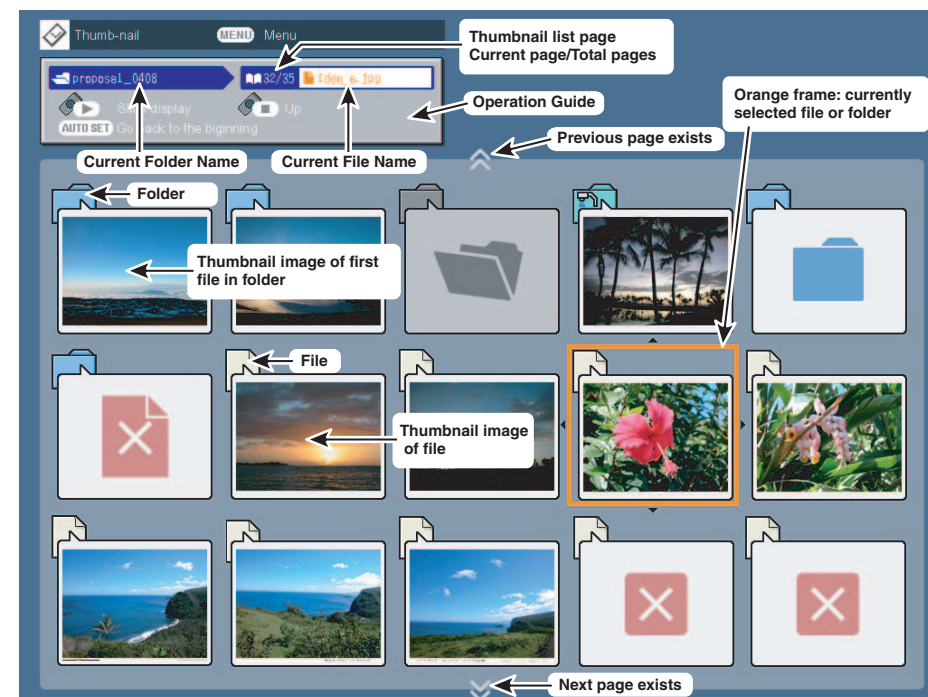 Thumb-nail
MENU Menu
Thumbnail list page
Current page/Total pages
proposal_0408
32/35
Display
Up
AUTO SET Go back to the biginning
Operation Guide
Orange frame: currently
selected file or folder
Current Folder Name
Current File Name
Previous page exists
Folder
Thumbnail image of first
file in folder
File
Thumbnail image
of file
Next page exists